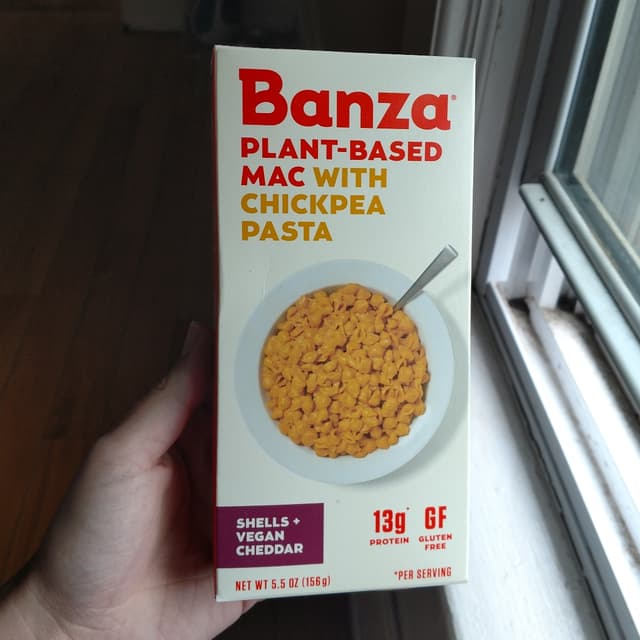 Banza®
PLANT-BASED
MAC WITH
CHICKPEA
PASTA
SHELLS +
VEGAN
CHEDDAR
13g* GF
PROTEIN GLUTEN
FREE
NET WT 5.5 OZ (156g)
*PER SERVING